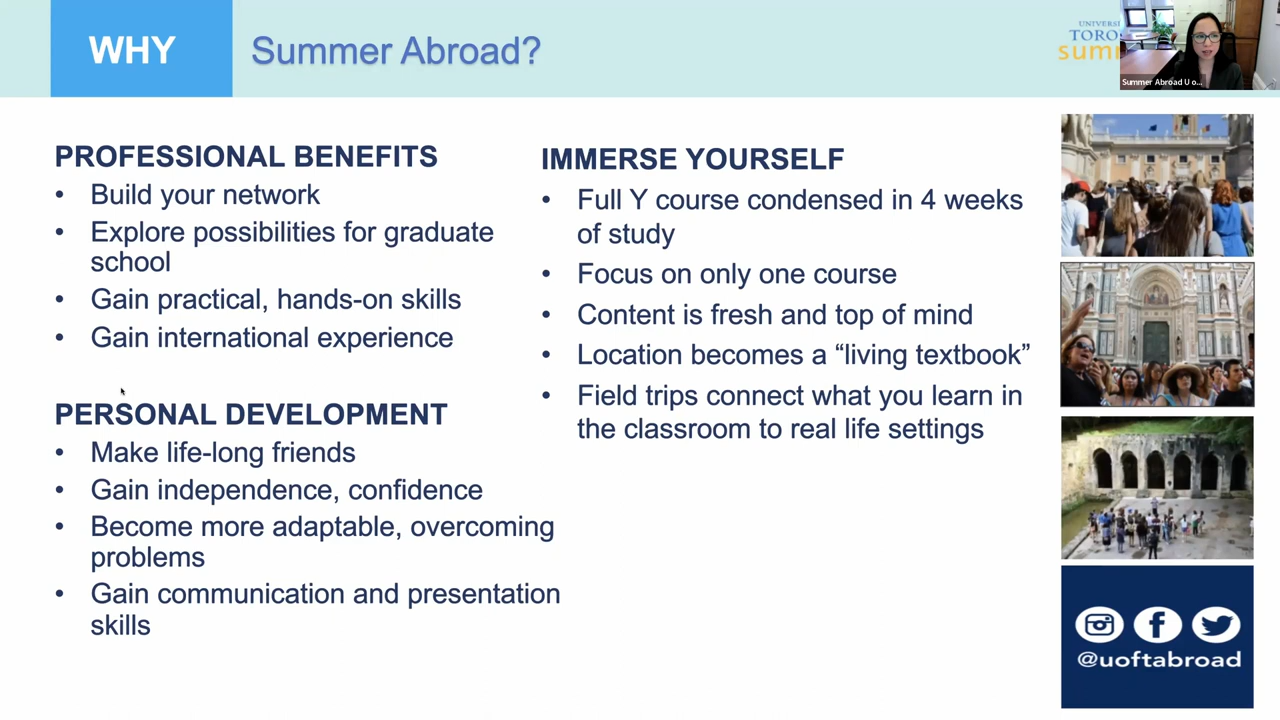 WHY
Summer Abroad?
UNIVERSI
TORO
sum
Summer Abroad U o...
PROFESSIONAL BENEFITS
• Build your network
• Explore possibilities for graduate
school
• Gain practical, hands-on skills
• Gain international experience
PERSONAL DEVELOPMENT
• Make life-long friends
• Gain independence, confidence
• Become more adaptable, overcoming
problems
• Gain communication and presentation
skills
IMMERSE YOURSELF
• Full Y course condensed in 4 weeks
of study
• Focus on only one course
• Content is fresh and top of mind
• Location becomes a “living textbook”
• Field trips connect what you learn in
the classroom to real life settings
@uoftabroad